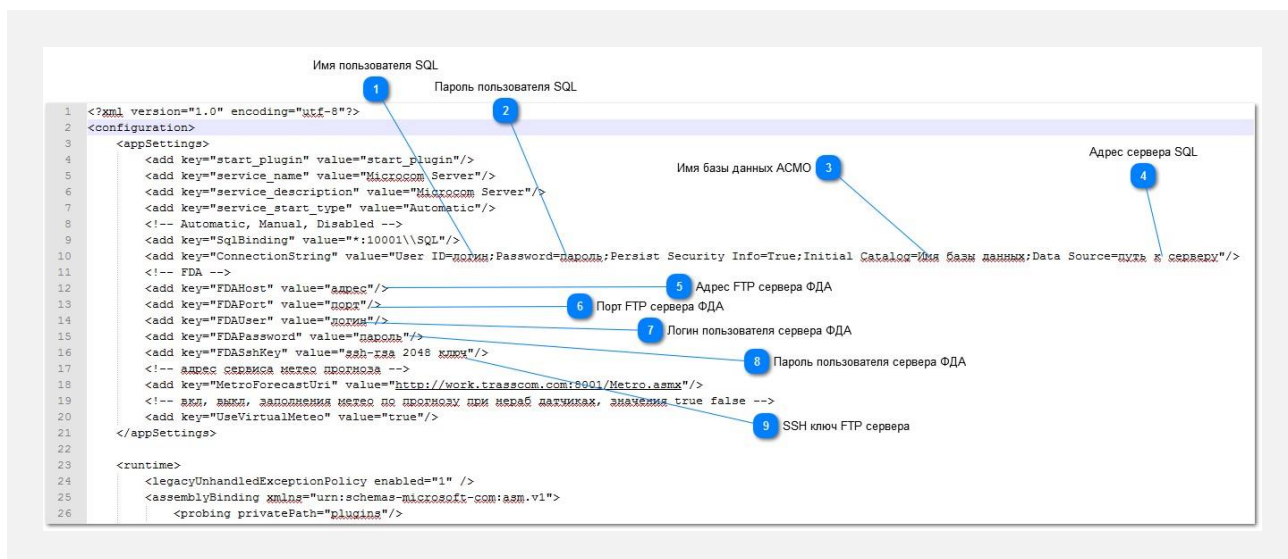 Имя пользователя SQL
1
Пароль пользователя SQL
2
Имя базы данных АСМО 3
Адрес сервера SQL
4
1 <?xml version="1.0" encoding="utf-8"?>
2 <configuration>
3 <appSettings>
4 <add key="start_plugin" value="start_plugin"/>
5 <add key="service_name" value="Microcom Server"/>
6 <add key="service_description" value="Microcom Server"/>
7 <add key="service_start_type" value="Automatic"/>
8 <!-- Automatic, Manual, Disabled -->
9 <add key="SqlBinding" value="*:10001\\SQL"/>
10 <add key="ConnectionString" value="User ID=логин;Password=пароль;Persist Security Info=True;Initial Catalog=Имя базы данных;Data Source=путь к серверу"/>
11 <!-- FDA -->
12 <add key="FDAHost" value="адрес"/> 5 Адрес FTP сервера ФДА
13 <add key="FDAPort" value="порт"/> 6 Порт FTP сервера ФДА
14 <add key="FDAUser" value="логин"/> 7 Логин пользователя сервера ФДА
15 <add key="FDAPassword" value="пароль"/>
16 <add key="FDASshKey" value="ssh-rsa 2048 ключ"/> 8 Пароль пользователя сервера ФДА
17 <!-- адрес сервиса метео прогноза -->
18 <add key="MetroForecastUri" value="http://work.trasscom.com:8001/Metro.asmx"/>
19 <!-- вкл, выкл, заполнения метео по прогнозу при нераб датчиках, значения true false -->
20 <add key="UseVirtualMeteo" value="true"/> 9 SSH ключ FTP сервера
21 </appSettings>
22
23 <runtime>
24 <legacyUnhandledExceptionPolicy enabled="1" />
25 <assemblyBinding xmlns="urn:schemas-microsoft-com:asm.v1">
26 <probing privatePath="plugins"/>